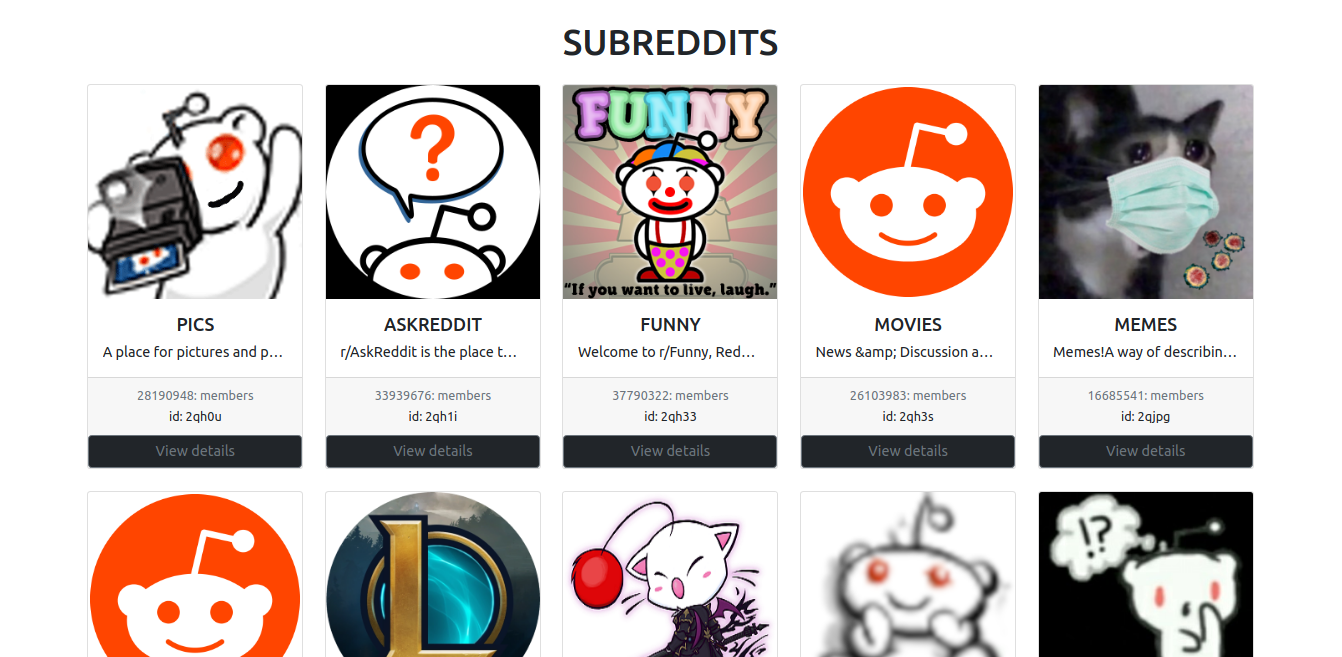 SUBREDDITS
FUNNY
"If you want to live, laugh."
PICS
A place for pictures and p...
28190948: members
id: 2qh0u
View details
?
ASKREDDIT
r/AskReddit is the place t...
33939676: members
id: 2qh1i
View details
FUNNY
Welcome to r/Funny, Red...
37790322: members
id: 2qh33
View details
MOVIES
News &amp; Discussion a...
26103983: members
id: 2qh3s
View details
MEMES
Memes!A way of describin...
16685541: members
id: 2qjpg
View details
L
!?